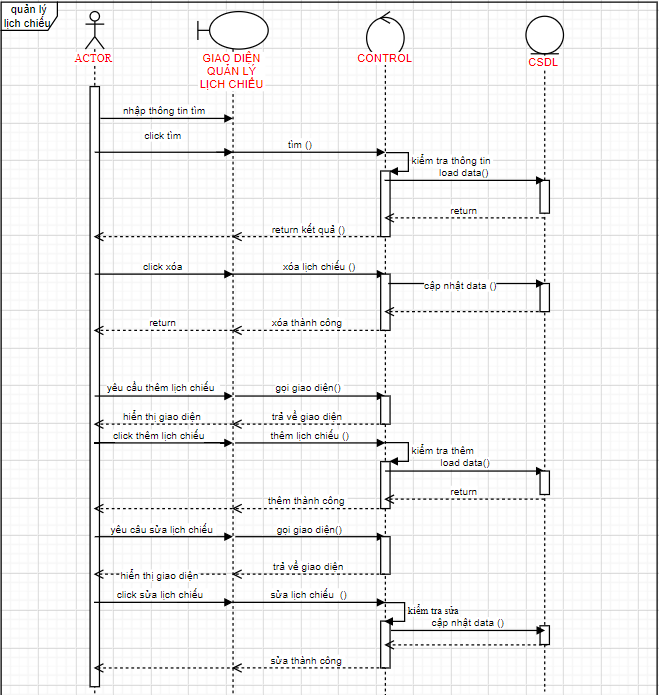 quản lý
lịch chiếu
ACTOR
GIAO DIỆN
QUẢN LÝ
LỊCH CHIẾU
CONTROL
CSDL
nhập thông tin tìm
click tìm
tìm ()
kiểm tra thông tin
load data()
return
return kết quả ()
click xóa
xóa lịch chiếu ()
cập nhật data ()
return
xóa thành công
yêu cầu thêm lịch chiếu
gọi giao diện()
hiển thị giao diện
trả về giao diện
click thêm lịch chiếu
thêm lịch chiếu ()
kiểm tra thêm
load data()
return
thêm thành công
yêu cầu sửa lịch chiếu
gọi giao diện()
trả về giao diện
hiển thị giao diện
click sửa lịch chiếu
sửa lịch chiếu ()
kiểm tra sửa
cập nhật data ()
sửa thành công